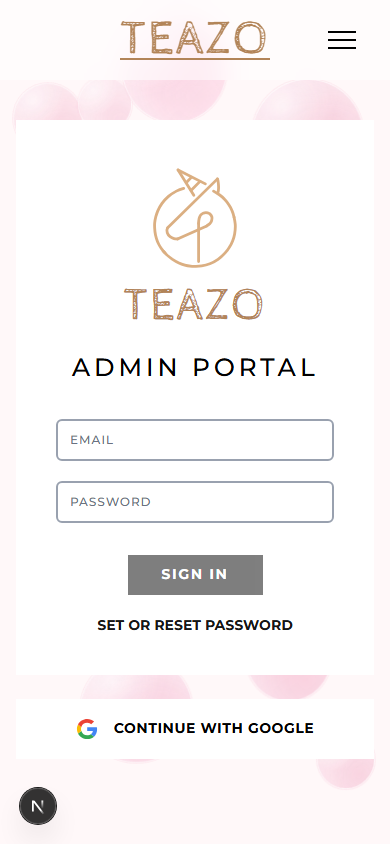 TEAZO
TEAZO
ADMIN PORTAL
EMAIL
PASSWORD
SIGN IN
SET OR RESET PASSWORD
CONTINUE WITH GOOGLE
N